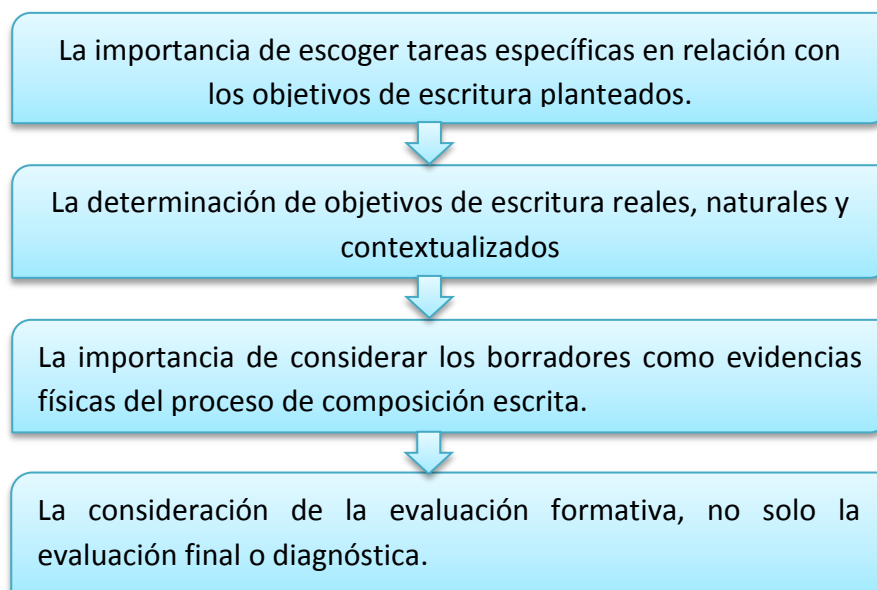 La importancia de escoger tareas específicas en relación con
los objetivos de escritura planteados.
La determinación de objetivos de escritura reales, naturales y
contextualizados
La importancia de considerar los borradores como evidencias
físicas del proceso de composición escrita.
La consideración de la evaluación formativa, no solo la
evaluación final o diagnóstica.